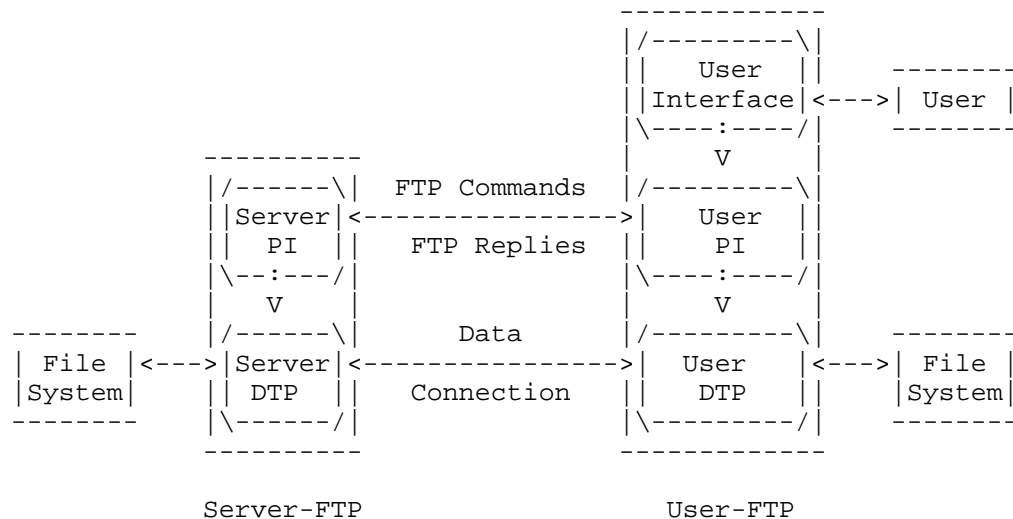 User
Interface
User
FTP Commands
Server
PI
User
PI
FTP Replies
Data
File
System
Server
DTP
User
DTP
File
System
Connection
Server-FTP
User-FTP